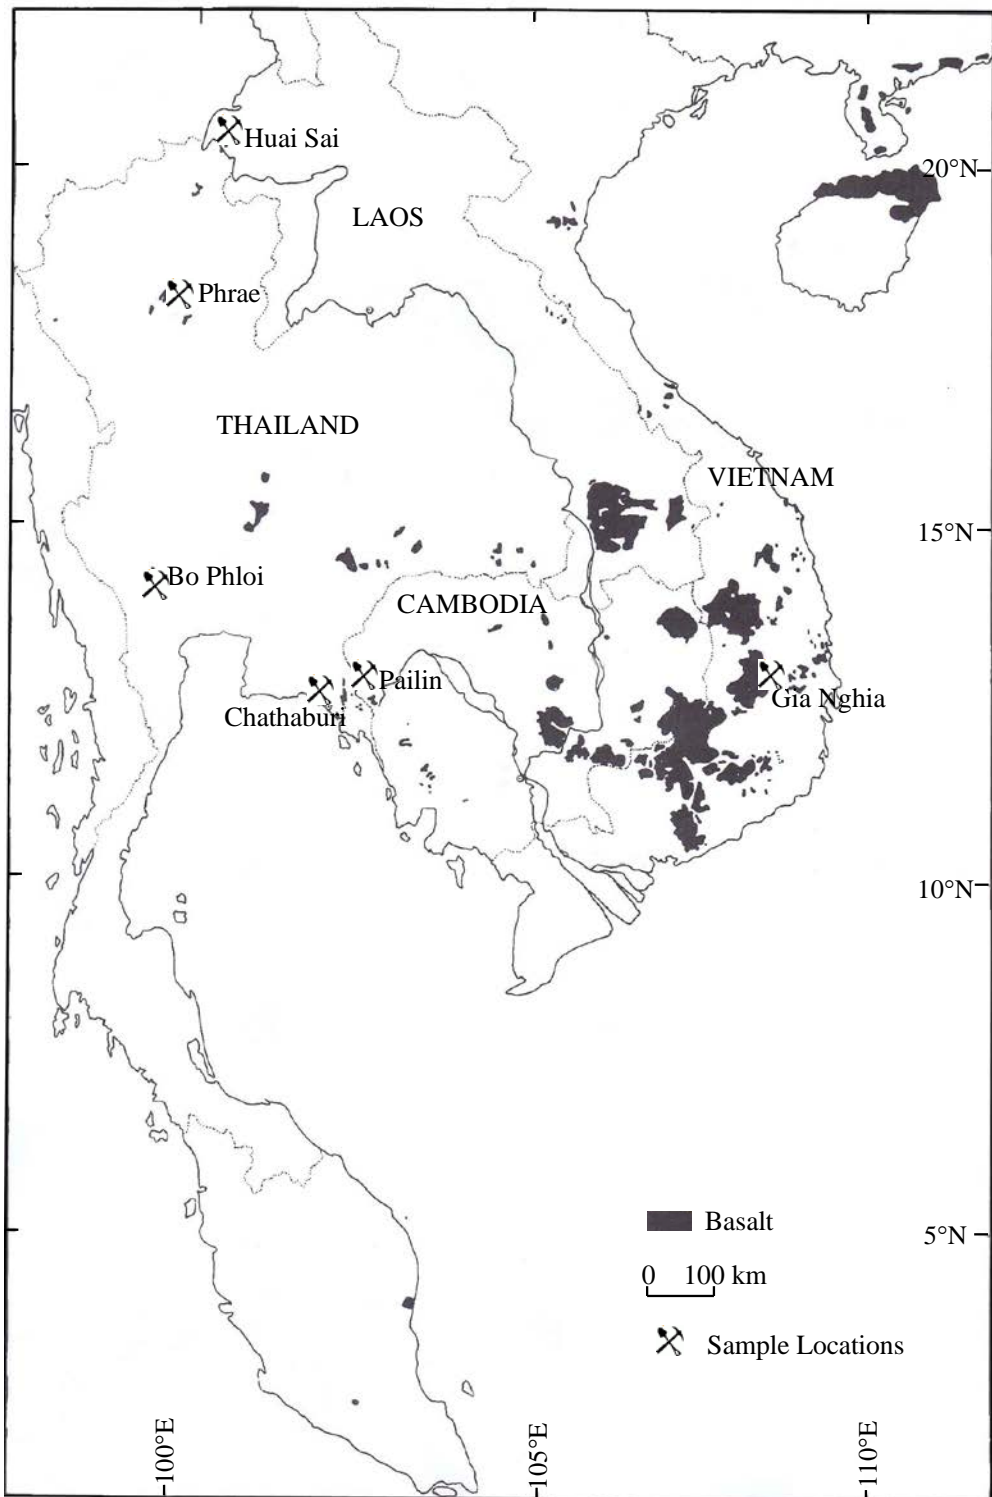 Huai Sai
20°N
LAOS
Phrae
THAILAND
VIETNAM
15°N
Bo Phloi
CAMBODIA
Pailin
Gia Nghia
Chathaburi
10°N
Basalt
5°N
0 100 km
Sample Locations
100°E
105°E
110°E